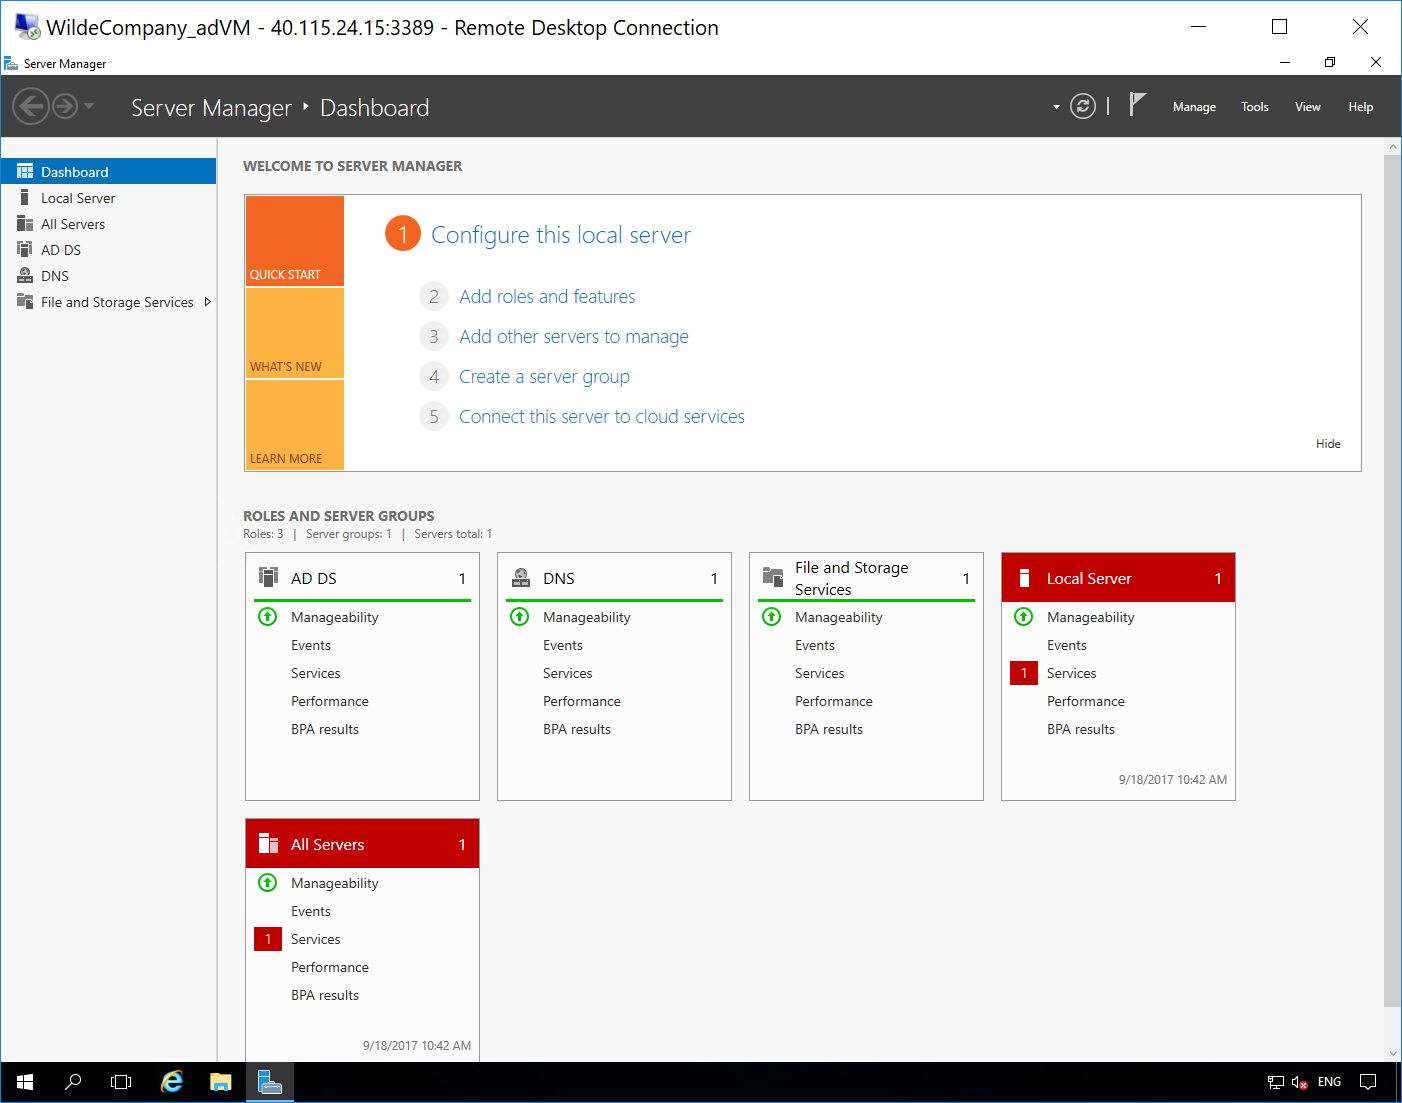 WildeCompany_adVM - 40.115.24.15:3389 - Remote Desktop Connection
Server Manager
Server Manager Dashboard
Manage Tools View Help
Dashboard
Local Server
All Servers
AD DS
DNS
File and Storage Services
WELCOME TO SERVER MANAGER
QUICK START
WHAT'S NEW
LEARN MORE
1 Configure this local server
2 Add roles and features
3 Add other servers to manage
4 Create a server group
5 Connect this server to cloud services
Hide
ROLES AND SERVER GROUPS
Roles: 3 | Server groups: 1 | Servers total: 1
AD DS 1
Manageability
Events
Services
Performance
BPA results
DNS 1
Manageability
Events
Services
Performance
BPA results
File and Storage
Services 1
Manageability
Events
Services
Performance
BPA results
Local Server 1
Manageability
Events
1 Services
Performance
BPA results
9/18/2017 10:42 AM
All Servers 1
Manageability
Events
1 Services
Performance
BPA results
9/18/2017 10:42 AM
ENG